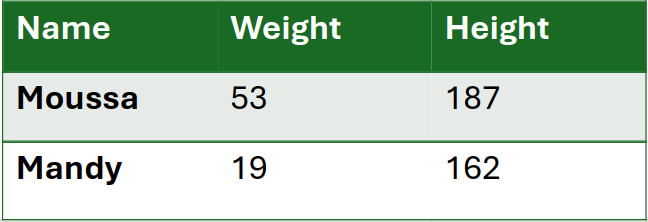 Name Weight Height
Moussa 53 187
Mandy 19 162